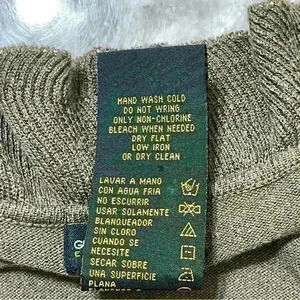 HAND WASH COLD
DO NOT WRING
ONLY NON-CHLORINE
BLEACH WHEN NEEDED
DRY FLAT
LOW IRON
OR DRY CLEAN
LAVAR A MANO
CON AGUA FRIA
NO ESCURRIR
USAR SOLAMENTE
BLANQUEADOR
SIN CLORO
CUANDO SE
NECESITE
SECAR SOBRE
UNA SUPERFICIE
PLANA
G
E